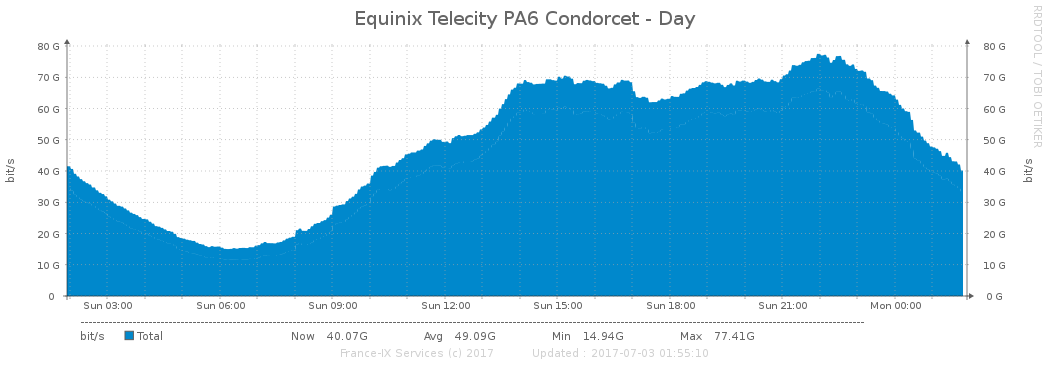 Equinix Telecity PA6 Condorcet - Day
RRDTOOL / TOBI OETIKER
bit/s
80 G 80 G
70 G 70 G
60 G 60 G
50 G 50 G
40 G 40 G
30 G 30 G
20 G 20 G
10 G 10 G
0 0 G
bit/s
Sun 03:00 Sun 06:00 Sun 09:00 Sun 12:00 Sun 15:00 Sun 18:00 Sun 21:00 Mon 00:00
bit/s Total Now 40.07G Avg 49.09G Min 14.94G Max 77.41G
France-IX Services (c) 2017 Updated : 2017-07-03 01:55:10